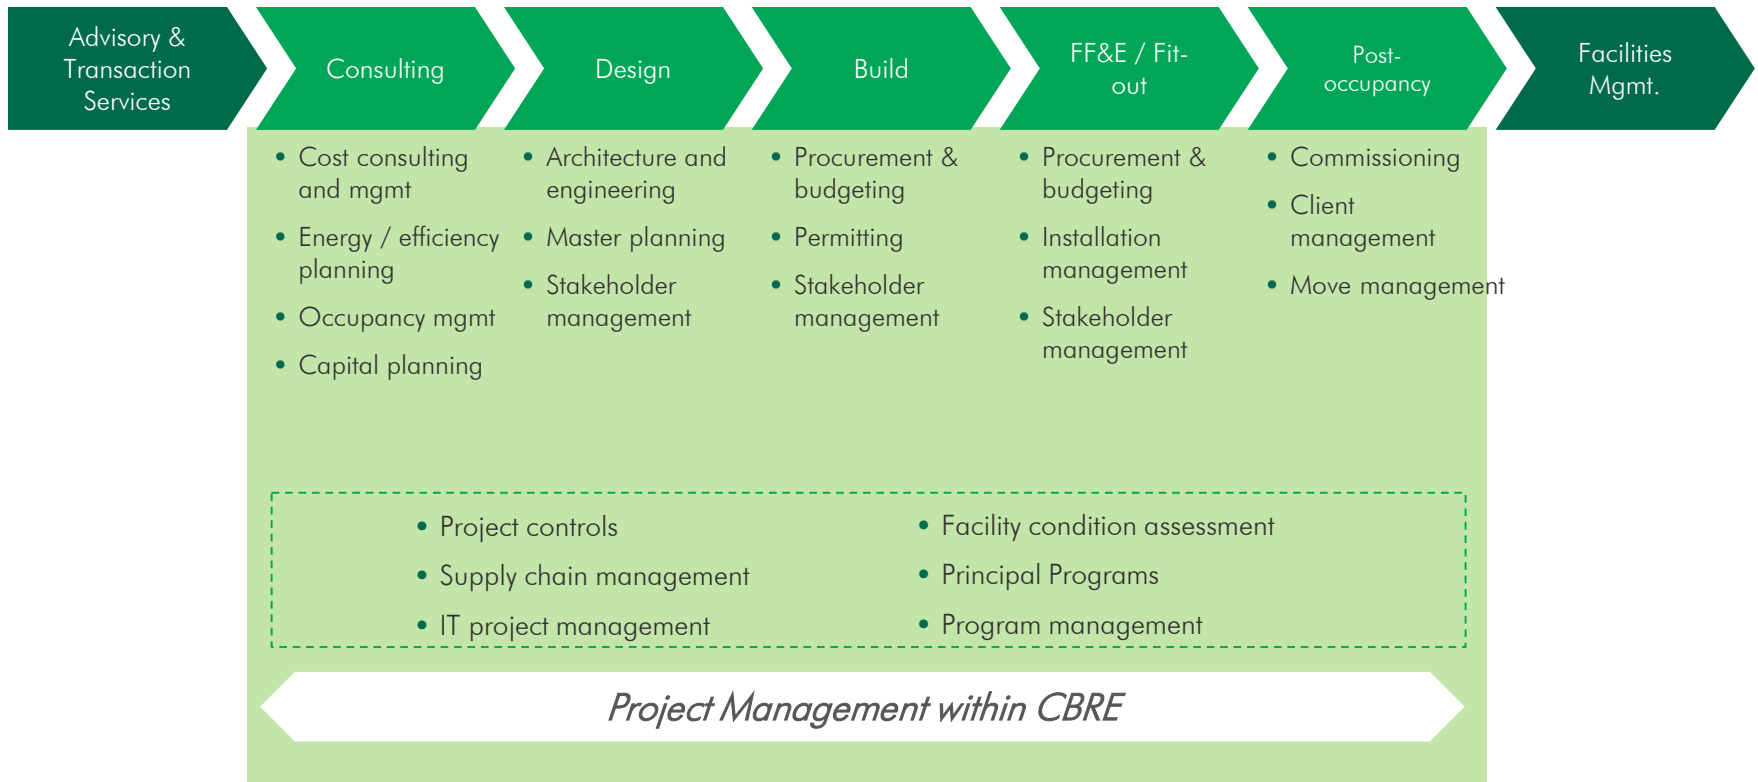 Advisory &
Transaction
Services
Consulting
Design
Build
FF&E / Fit-
out
Post-
occupancy
Facilities
Mgmt.
• Cost consulting
and mgmt
• Energy / efficiency
planning
• Occupancy mgmt
• Capital planning
• Architecture and
engineering
• Master planning
• Stakeholder
management
• Procurement &
budgeting
• Permitting
• Stakeholder
management
• Procurement &
budgeting
• Installation
management
• Stakeholder
management
• Commissioning
• Client
management
• Move management
• Project controls
• Supply chain management
• IT project management
• Facility condition assessment
• Principal Programs
• Program management
Project Management within CBRE